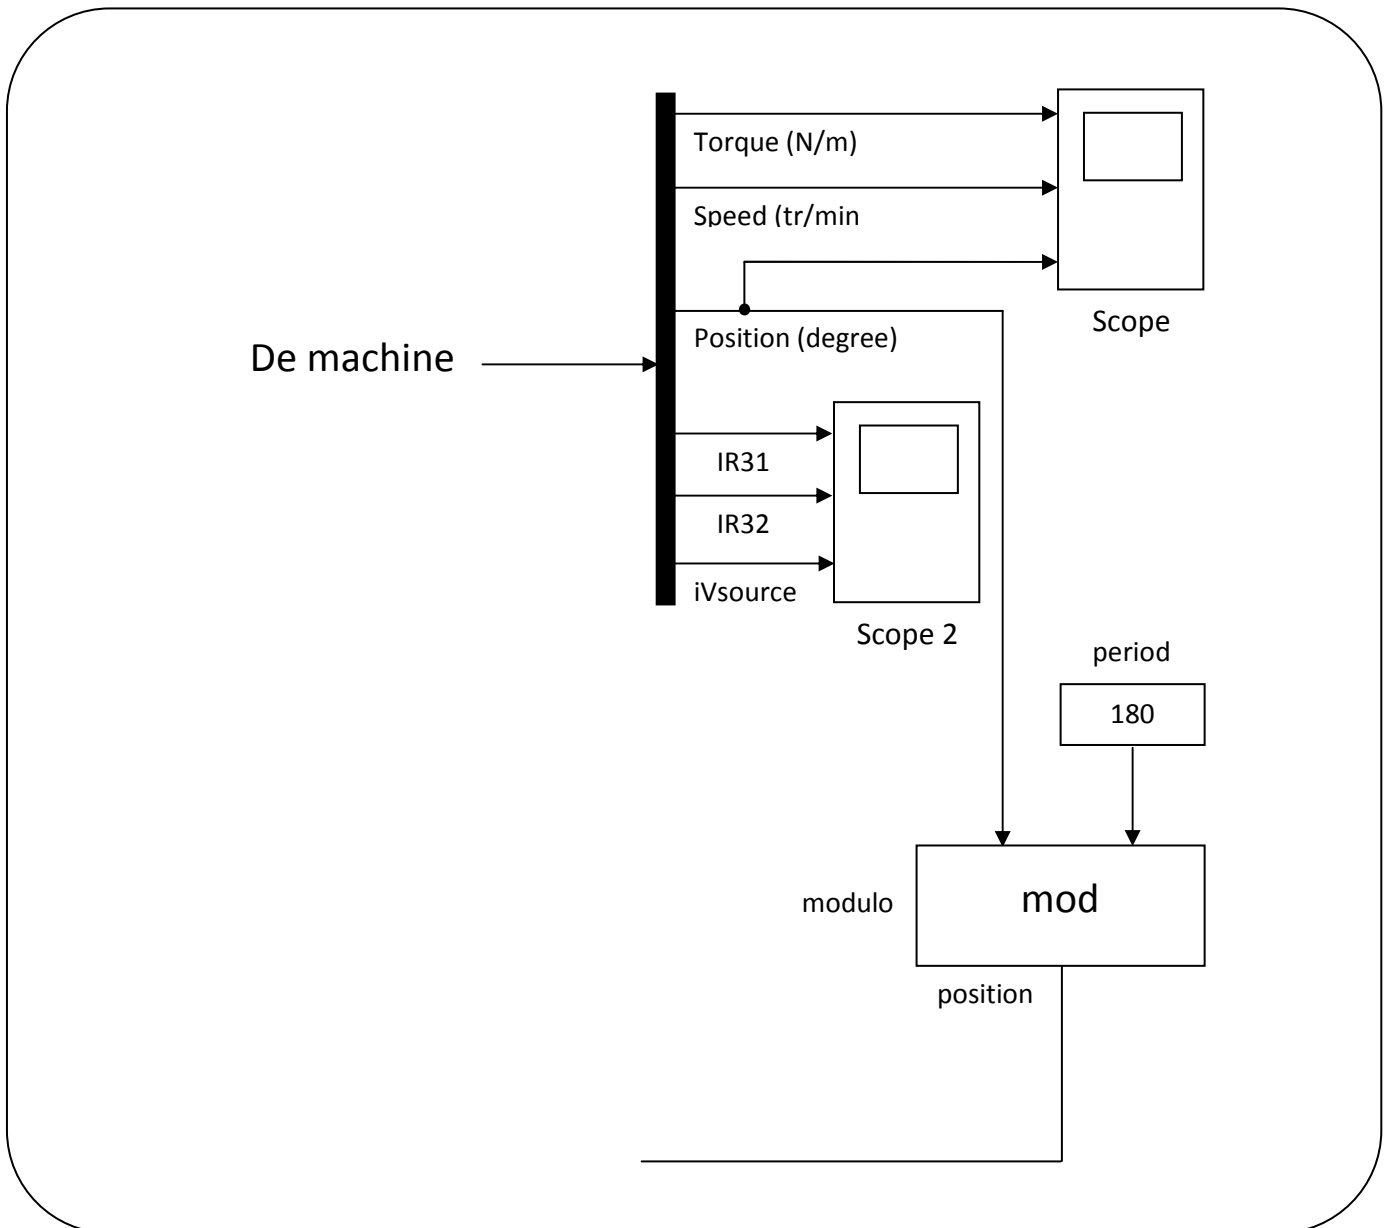 Torque (N/m)
Speed (tr/min
Scope
Position (degree)
De machine
IR31
IR32
iVsource
Scope 2
period
180
modulo
mod
position